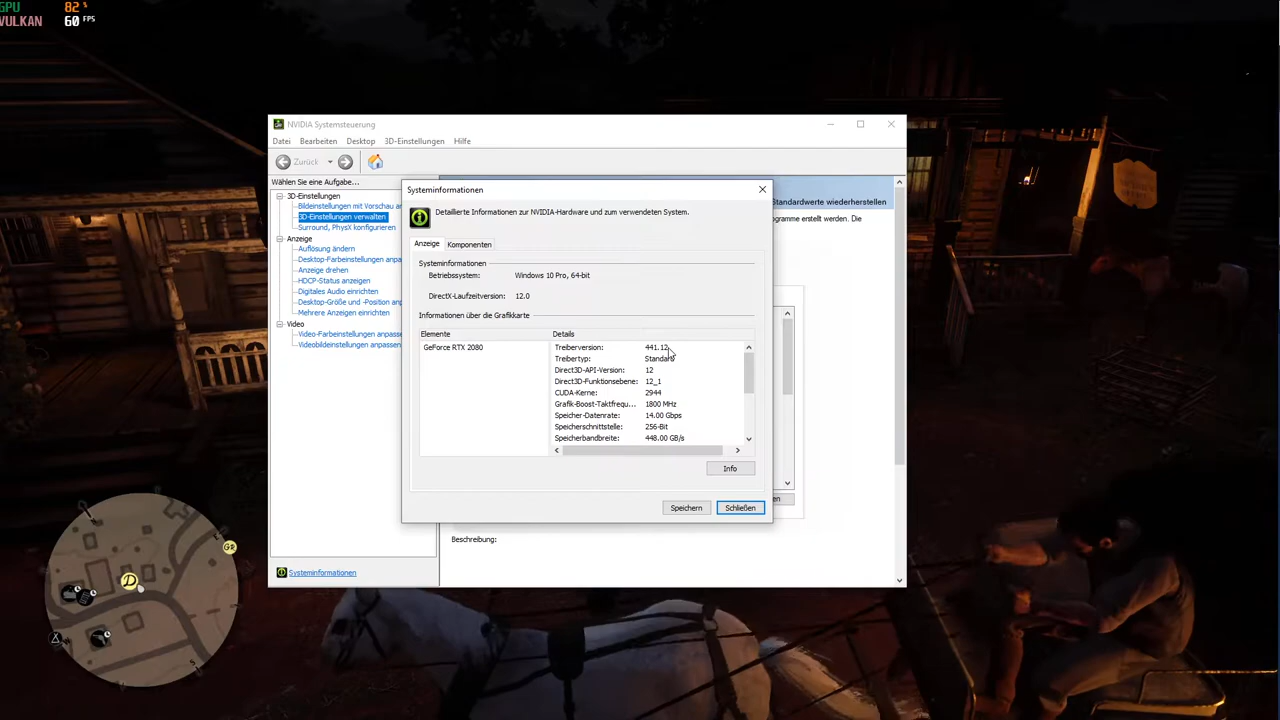 GPU 82 %
VULKAN 60 FPS
NVIDIA Systemsteuerung
Datei Bearbeiten Desktop 3D-Einstellungen Hilfe
Zurück
Wählen Sie eine Aufgabe...
3D-Einstellungen
Bildeinstellungen mit Vorschau an
3D-Einstellungen verwalten
Surround, PhysX konfigurieren
Anzeige
Auflösung ändern
Desktop-Farbeinstellungen anpa
Anzeige drehen
HDCP-Status anzeigen
Digitales Audio einrichten
Desktop-Größe und -Position an
Mehrere Anzeigen einrichten
Video
Video-Farbeinstellungen anpass
Videobildeinstellungen anpassen
Systeminformationen
Standardwerte wiederherstellen
ogramme erstellt werden. Die
en
Beschreibung:
Systeminformationen
Detaillierte Informationen zur NVIDIA-Hardware und zum verwendeten System.
Anzeige Komponenten
Systeminformationen
Betriebssystem: Windows 10 Pro, 64-bit
DirectX-Laufzeitversion: 12.0
Informationen über die Grafikkarte
Elemente Details
GeForce RTX 2080
Treiberversion: 441.12
Treibertyp: Standard
Direct3D-API-Version: 12
Direct3D-Funktionsebene: 12_1
CUDA-Kerne: 2944
Grafik-Boost-Taktfrequ... 1800 MHz
Speicher-Datenrate: 14.00 Gbps
Speicherschnittstelle: 256-Bit
Speicherbandbreite: 448.00 GB/s
Info
Speichern Schließen
GR
D